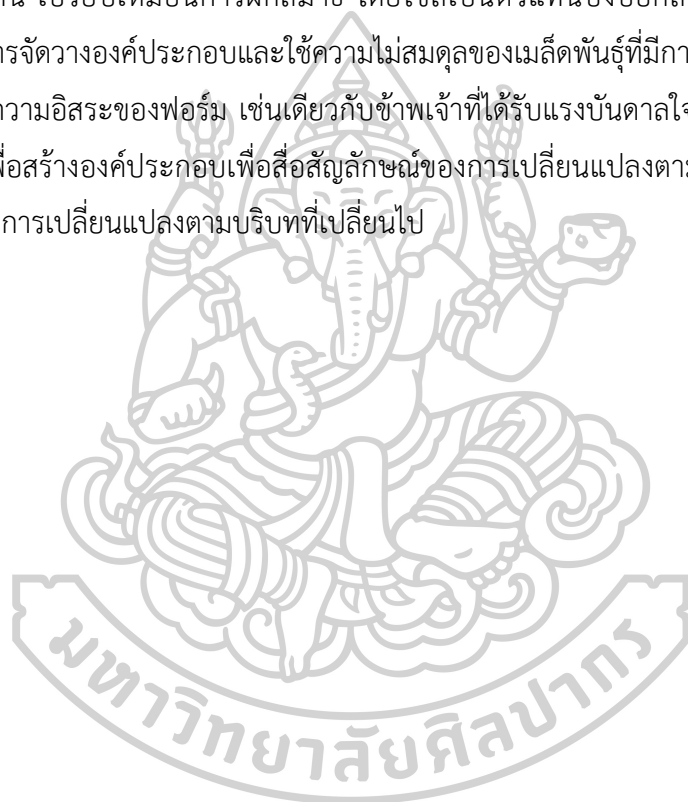 การจัดวางองค์ประกอบและใช้ความไม่สมดุลของเมล็ดพันธุ์ที่มีกา
ความอิสระของฟอร์ม เช่นเดียวกับข้าพเจ้าที่ได้รับแรงบันดาลใจ
เพื่อสร้างองค์ประกอบเพื่อสื่อสัญลักษณ์ของการเปลี่ยนแปลงตาม
การเปลี่ยนแปลงตามบริบทที่เปลี่ยนไป
มหาวิทยาลัยศิลปากร